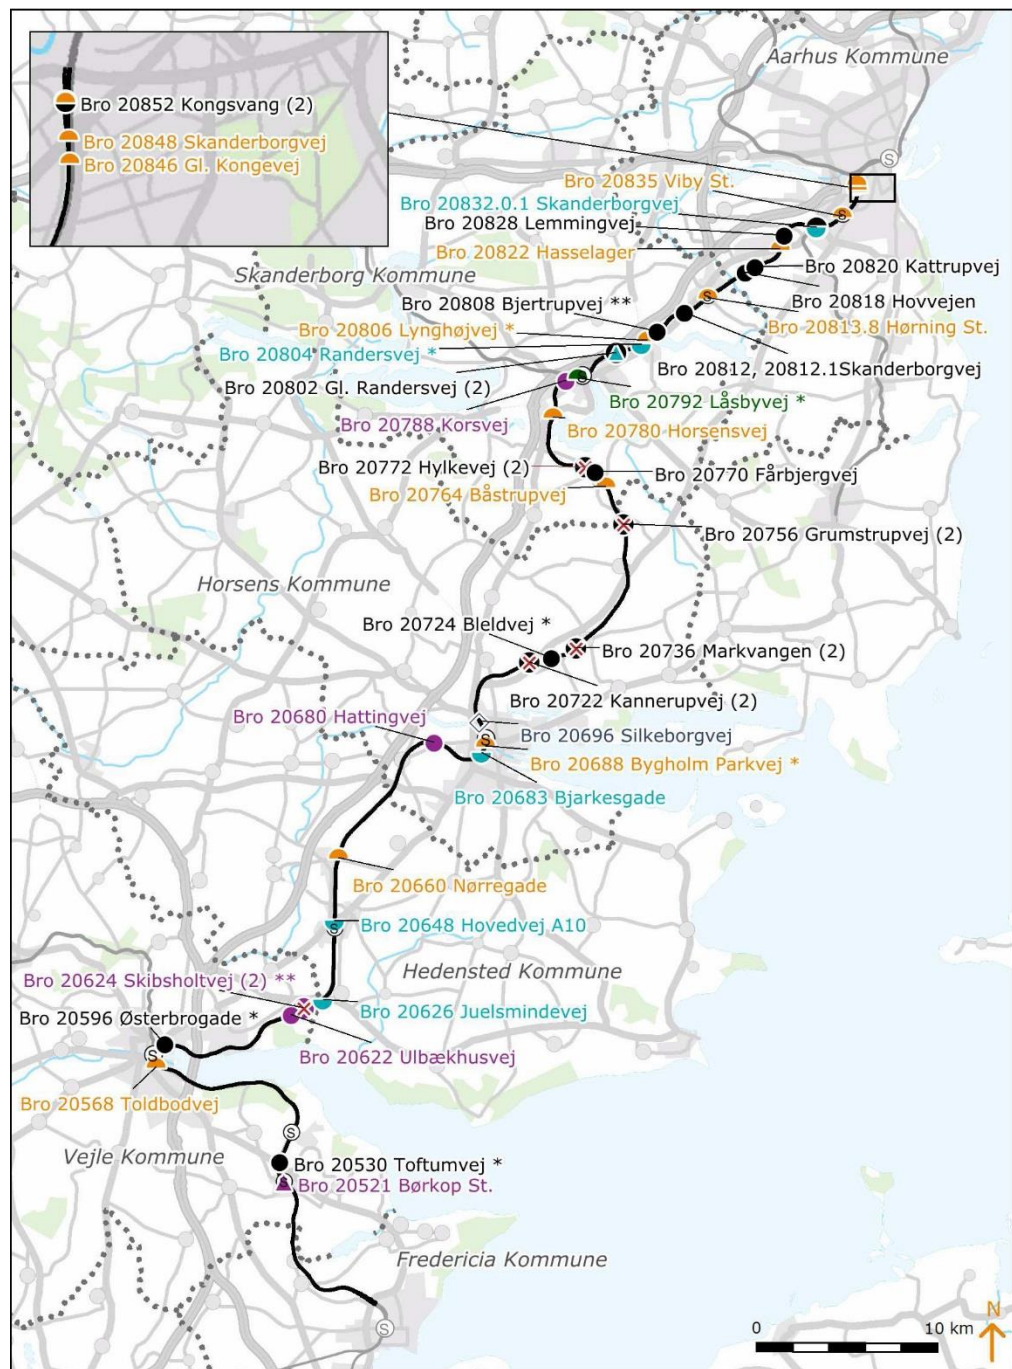 Aarhus Kommune
Bro 20852 Kongsvang (2)
Bro 20848 Skanderborgvej
Bro 20846 Gl. Kongevej
S
Bro 20835 Viby St.
Bro 20832.0.1 Skanderborgvej
S
Bro 20828 Lemmingvej
Bro 20822 Hasselager
Skanderborg Kommune
Bro 20820 Kattrupvej
Bro 20808 Bjertrupvej **
S
Bro 20818 Hovvejen
Bro 20806 Lynghøjvej *
Bro 20813.8 Hørning St.
Bro 20804 Randersvej *
Bro 20812, 20812.1Skanderborgvej
Bro 20802 Gl. Randersvej (2)
S
Bro 20792 Låsbyvej *
Bro 20788 Korsvej
Bro 20780 Horsensvej
Bro 20772 Hylkevej (2)
Bro 20770 Fårbjergvej
Bro 20764 Båstrupvej
Bro 20756 Grumstrupvej (2)
Horsens Kommune
Bro 20724 Bleldvej *
Bro 20736 Markvangen (2)
Bro 20722 Kannerupvej (2)
Bro 20680 Hattingvej
Bro 20696 Silkeborgvej
S
Bro 20688 Bygholm Parkvej *
Bro 20683 Bjarkesgade
Bro 20660 Nørregade
Bro 20648 Hovedvej A10
S
Hedensted Kommune
Bro 20624 Skibsholtvej (2) **
Bro 20626 Juelsmindevej
Bro 20596 Østerbrogade *
Bro 20622 Ulbækhusvej
S
Bro 20568 Toldbodvej
S
Vejle Kommune
Bro 20530 Toftumvej *
S
Bro 20521 Børkop St.
Fredericia Kommune
N
S
0 10 km